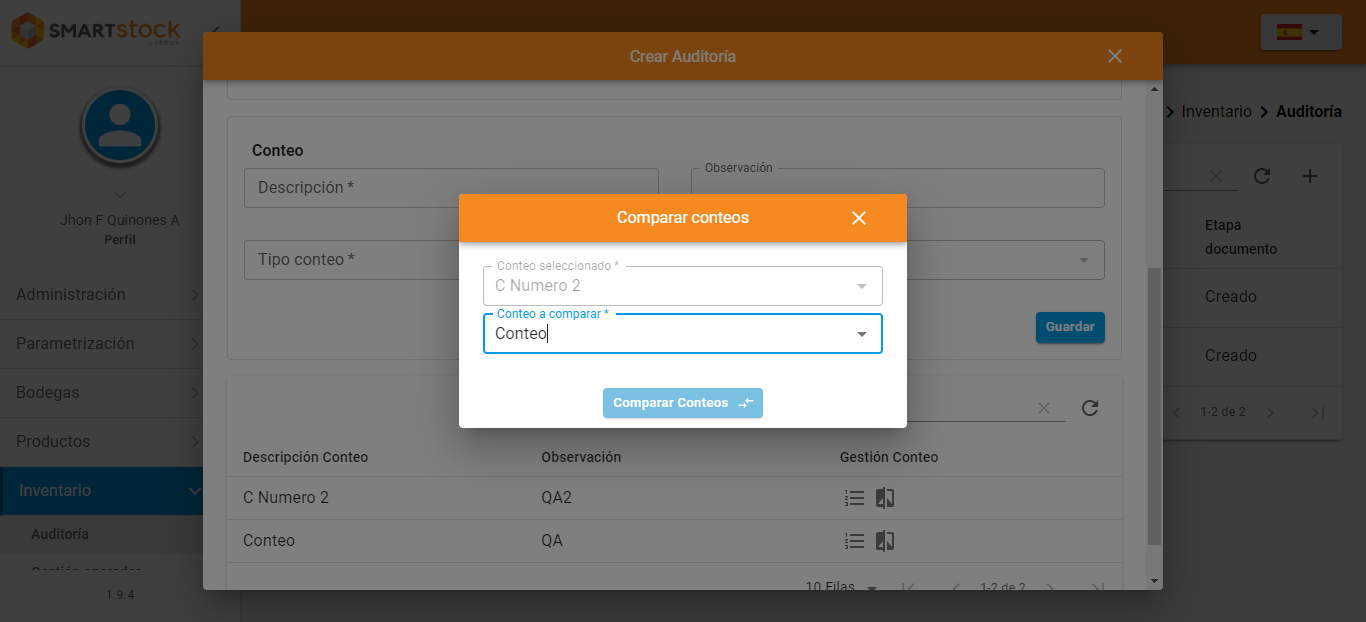 SMARTstock
Crear Auditoría
Inventario
Auditoría
Conteo
Descripción *
Observación
Jhon F Quinones A
Perfil
Comparar conteos
Etapa
documento
Tipo conteo *
Conteo seleccionado *
C Numero 2
Administración
Creado
Conteo a comparar *
Conteo
Guardar
Parametrización
Creado
Bodegas
Comparar Conteos
1-2 de 2
Productos
Descripción Conteo
Observación
Gestión Conteo
Inventario
C Numero 2
QA2
Auditoría
Conteo
QA
10 Filas
1-2 de 2
1.9.4